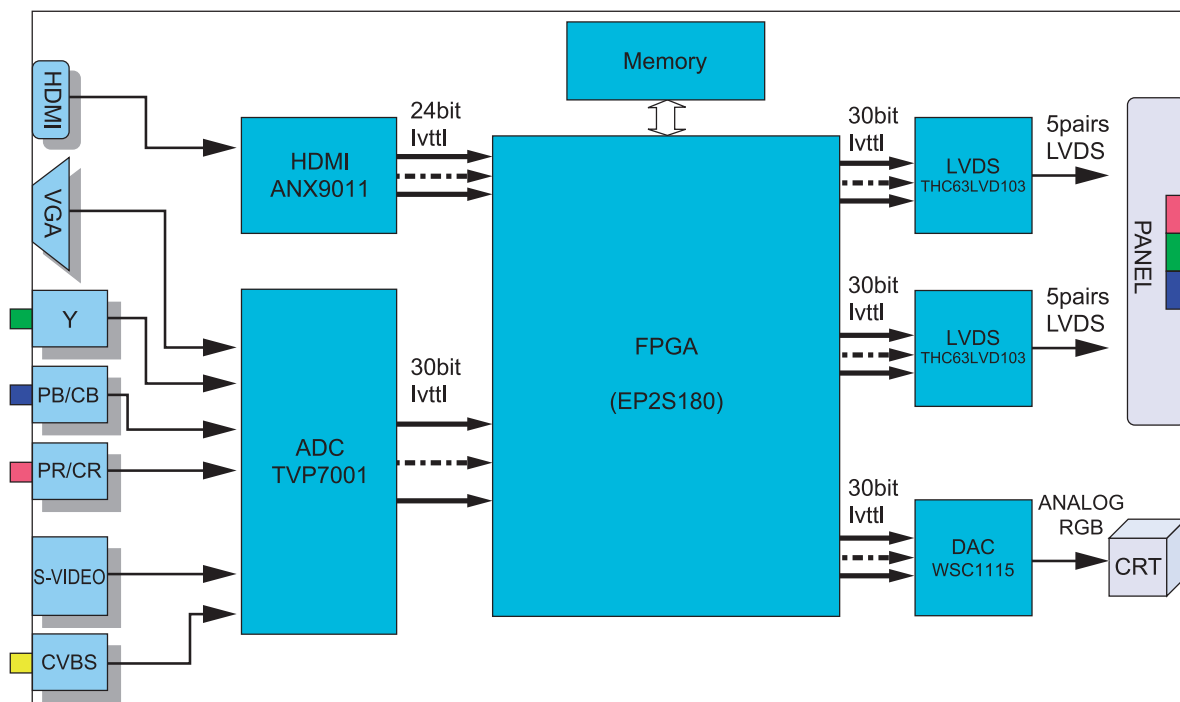 HDMI
VGA
Y
PB/CB
PR/CR
S-VIDEO
CVBS
HDMI
ANX9011
24bit
lvttl
ADC
TVP7001
30bit
lvttl
Memory
FPGA
(EP2S180)
30bit
lvttl
LVDS
THC63LVD103
5pairs
LVDS
30bit
lvttl
LVDS
THC63LVD103
5pairs
LVDS
PANEL
30bit
lvttl
DAC
WSC1115
ANALOG
RGB
CRT